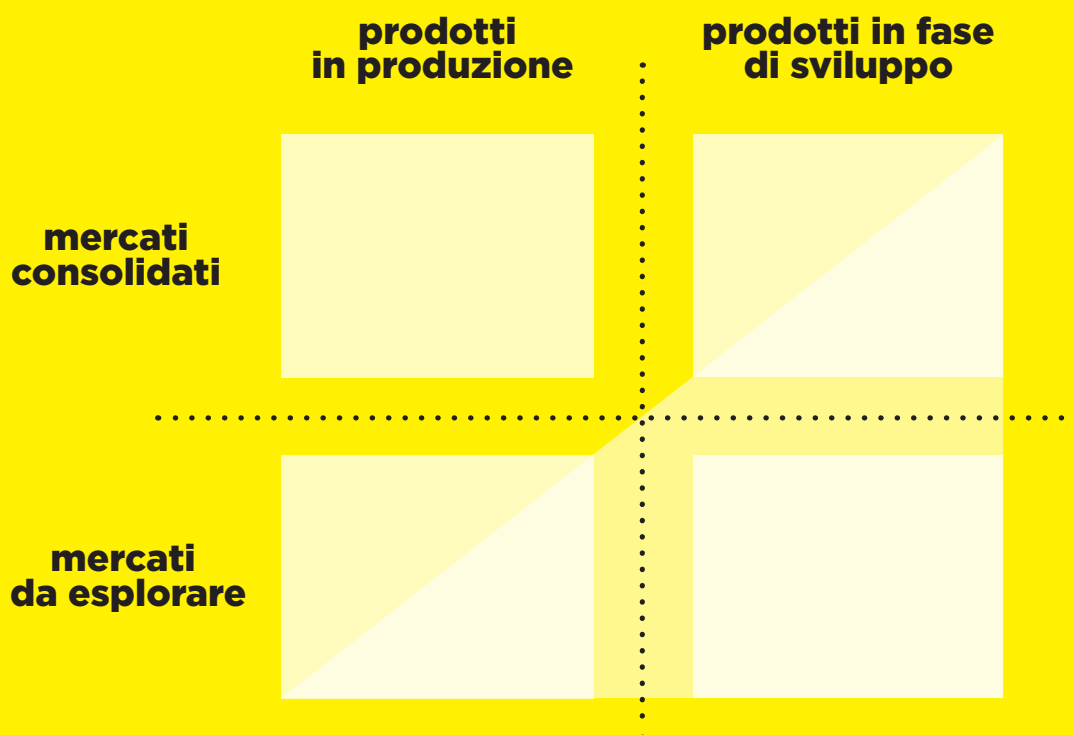 prodotti
in produzione
prodotti in fase
di sviluppo
mercati
consolidati
mercati
da esplorare